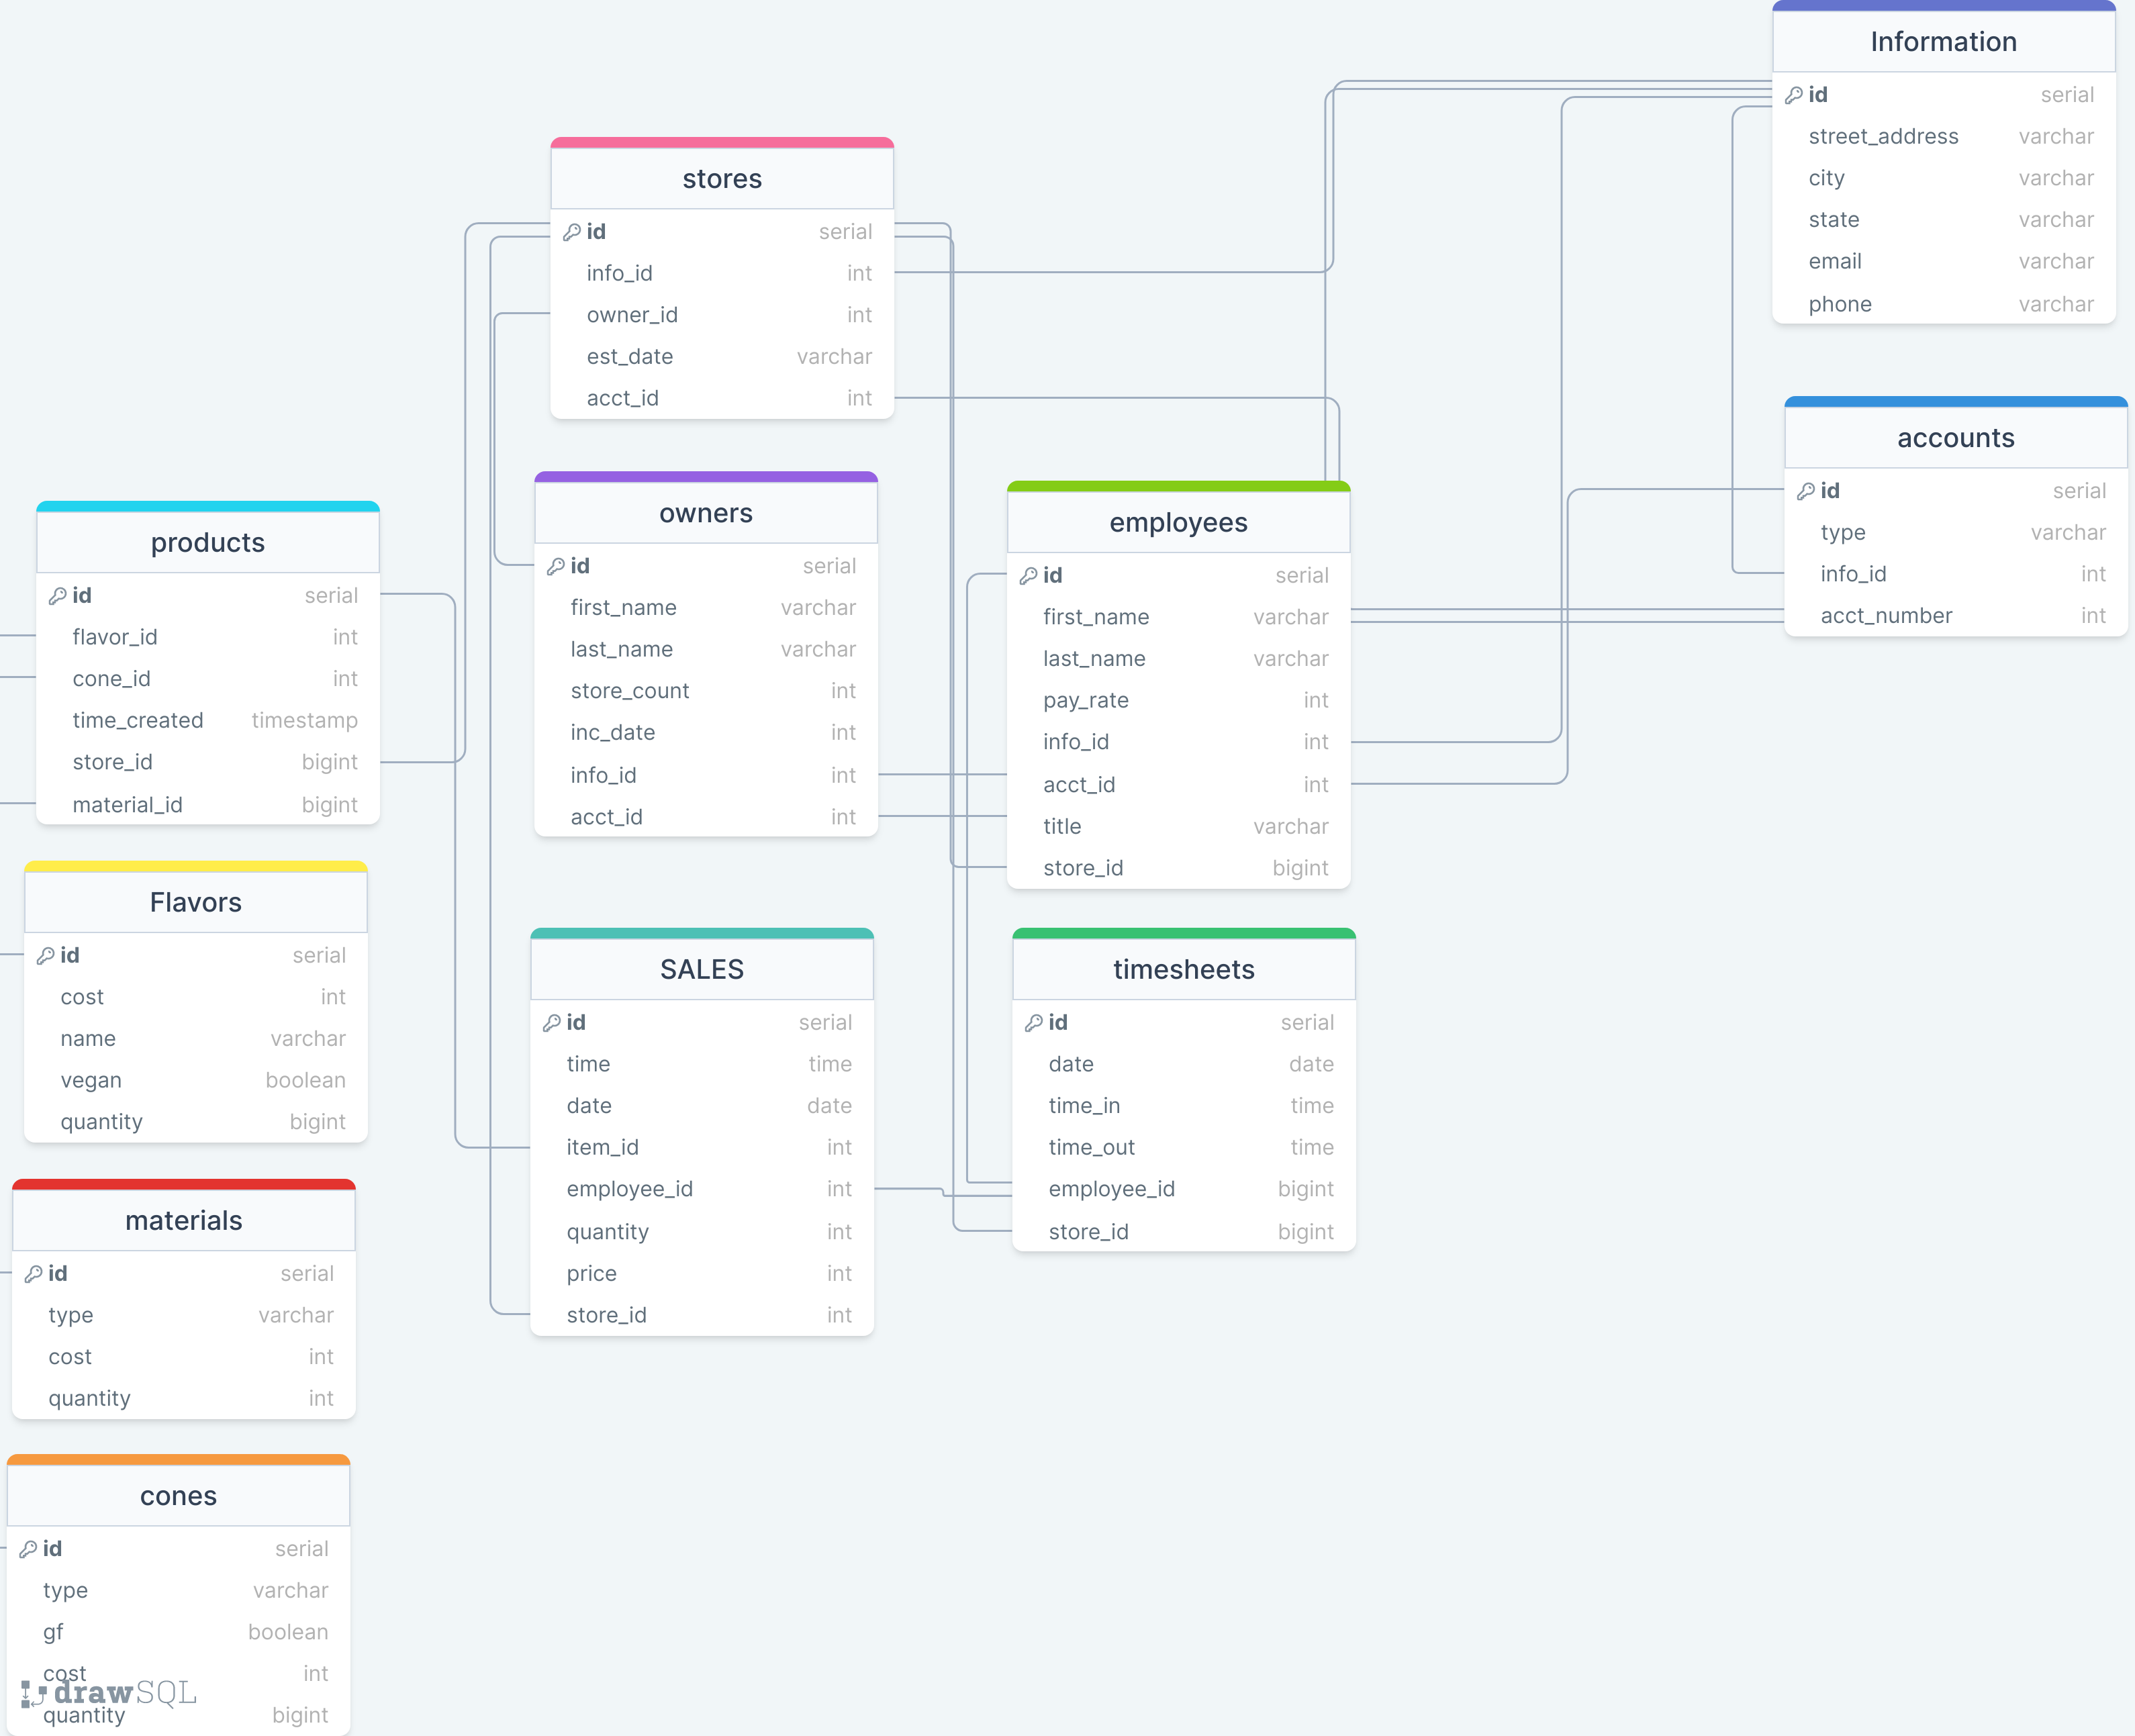 Information
id serial
street_address varchar
city varchar
state varchar
email varchar
phone varchar
stores
id serial
info_id int
owner_id int
est_date varchar
acct_id int
accounts
id serial
type varchar
info_id int
acct_number int
owners
id serial
first_name varchar
last_name varchar
store_count int
inc_date int
info_id int
acct_id int
employees
id serial
first_name varchar
last_name varchar
pay_rate int
info_id int
acct_id int
title varchar
store_id bigint
products
id serial
flavor_id int
cone_id int
time_created timestamp
store_id bigint
material_id bigint
Flavors
id serial
cost int
name varchar
vegan boolean
quantity bigint
SALES
id serial
time time
date date
item_id int
employee_id int
quantity int
price int
store_id int
timesheets
id serial
date date
time_in time
time_out time
employee_id bigint
store_id bigint
materials
id serial
type varchar
cost int
quantity int
cones
id serial
type varchar
gf boolean
cost int
drawSQL
quantity bigint